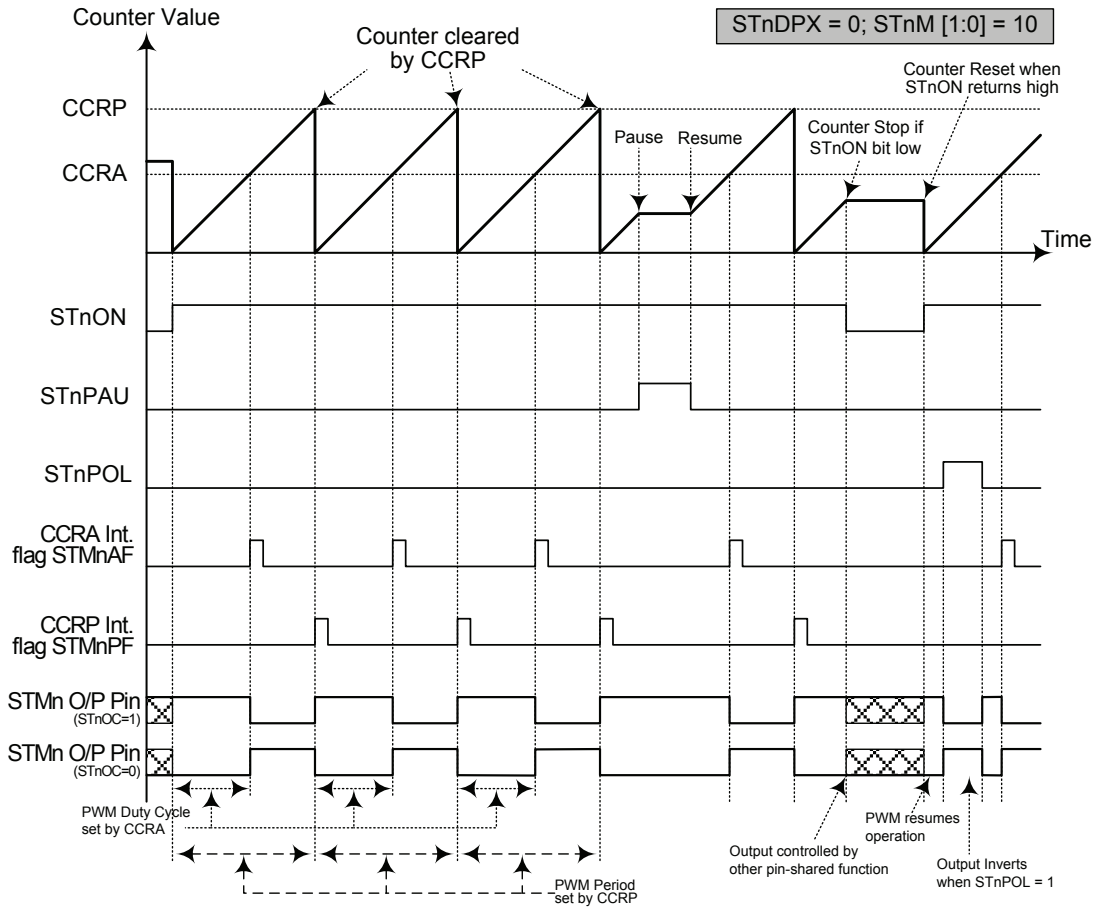 Counter Value
STnDPX = 0; STnM [1:0] = 10
Counter cleared
by CCRP
Counter Reset when
STnON returns high
CCRP
Pause
Resume
Counter Stop if
STnON bit low
CCRA
Time
STnON
STnPAU
STnPOL
CCRA Int.
flag STMnAF
CCRP Int.
flag STMnPF
STMn O/P Pin
(STnOC=1)
STMn O/P Pin
(STnOC=0)
PWM Duty Cycle
set by CCRA
PWM resumes
operation
Output controlled by
other pin-shared function
Output Inverts
when STnPOL = 1
PWM Period
set by CCRP